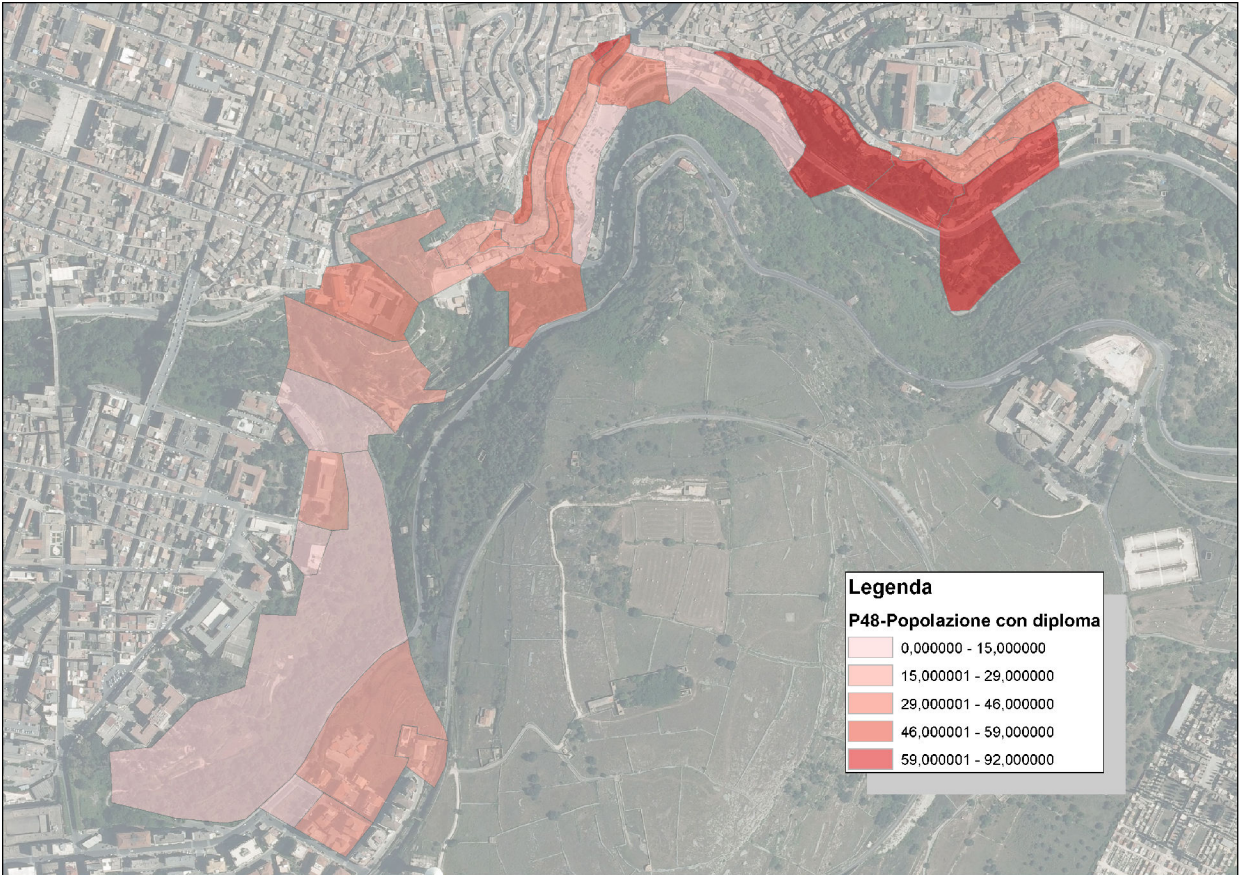 Legenda
P48-Popolazione con diploma
0,000000 - 15,000000
15,000001 - 29,000000
29,000001 - 46,000000
46,000001 - 59,000000
59,000001 - 92,000000